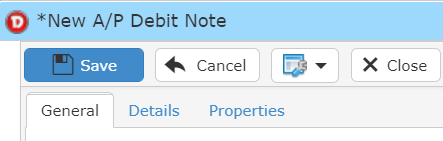 D *New A/P Debit Note
Save Cancel Close
General Details Properties